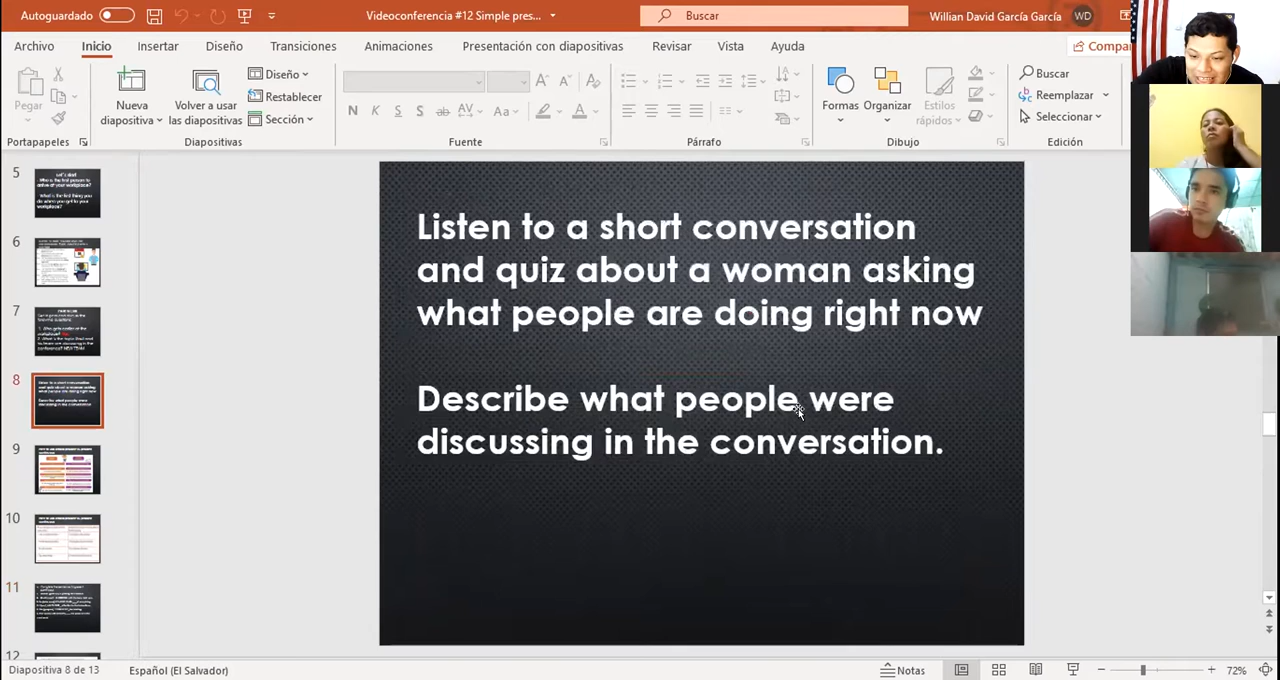 Autoguardado
Videoconferencia #12 Simple pres...
Buscar
Willian David García García
WD
Archivo
Inicio
Insertar
Diseño
Transiciones
Animaciones
Presentación con diapositivas
Revisar
Vista
Ayuda
Pegar
Nueva
diapositiva
Volver a usar
las diapositivas
Diseño
Restablecer
Sección
N K S S ab AV Aa A
Formas
Organizar
Estilos
rápidos
Buscar
Reemplazar
Seleccionar
Portapapeles
Diapositivas
Fuente
Párrafo
Dibujo
Edición
5
6
7
8
9
10
11
12
Listen to a short conversation
and quiz about a woman asking
what people are doing right now
Describe what people were
discussing in the conversation.
Diapositiva 8 de 13
Español (El Salvador)
Notas
72%